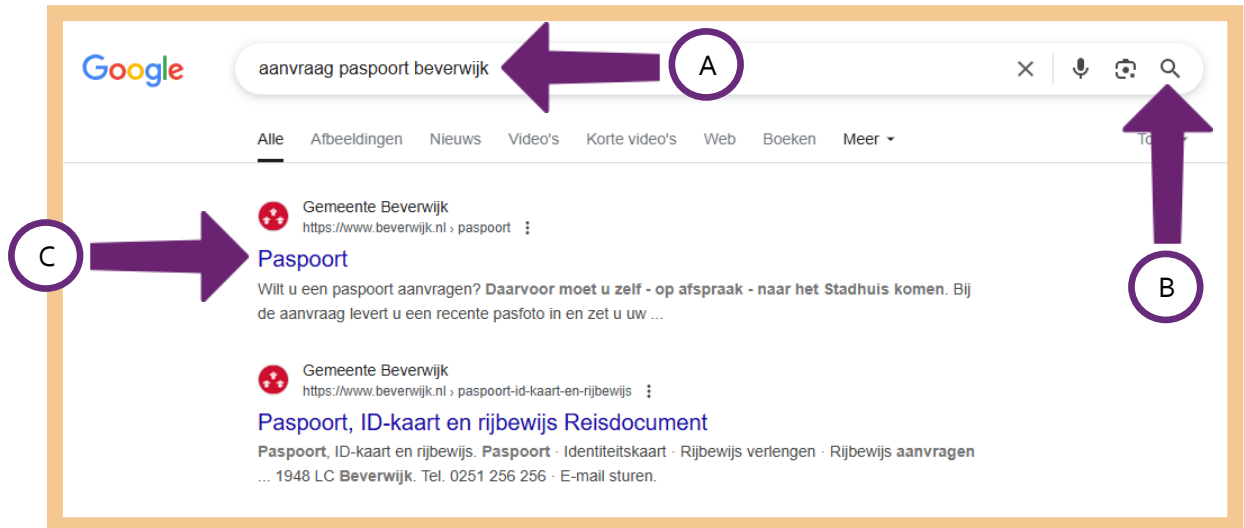 Google
aanvraag paspoort beverwijk
A
Alle Afbeeldingen Nieuws Video's Korte video's Web Boeken Meer
Gemeente Beverwijk
https://www.beverwijk.nl › paspoort
C
Paspoort
Wilt u een paspoort aanvragen? Daarvoor moet u zelf - op afspraak - naar het Stadhuis komen. Bij
de aanvraag levert u een recente pasfoto in en zet u uw ...
B
Gemeente Beverwijk
https://www.beverwijk.nl › paspoort-id-kaart-en-rijbewijs
Paspoort, ID-kaart en rijbewijs Reisdocument
Paspoort, ID-kaart en rijbewijs. Paspoort · Identiteitskaart · Rijbewijs verlengen · Rijbewijs aanvragen
... 1948 LC Beverwijk. Tel. 0251 256 256 · E-mail sturen.